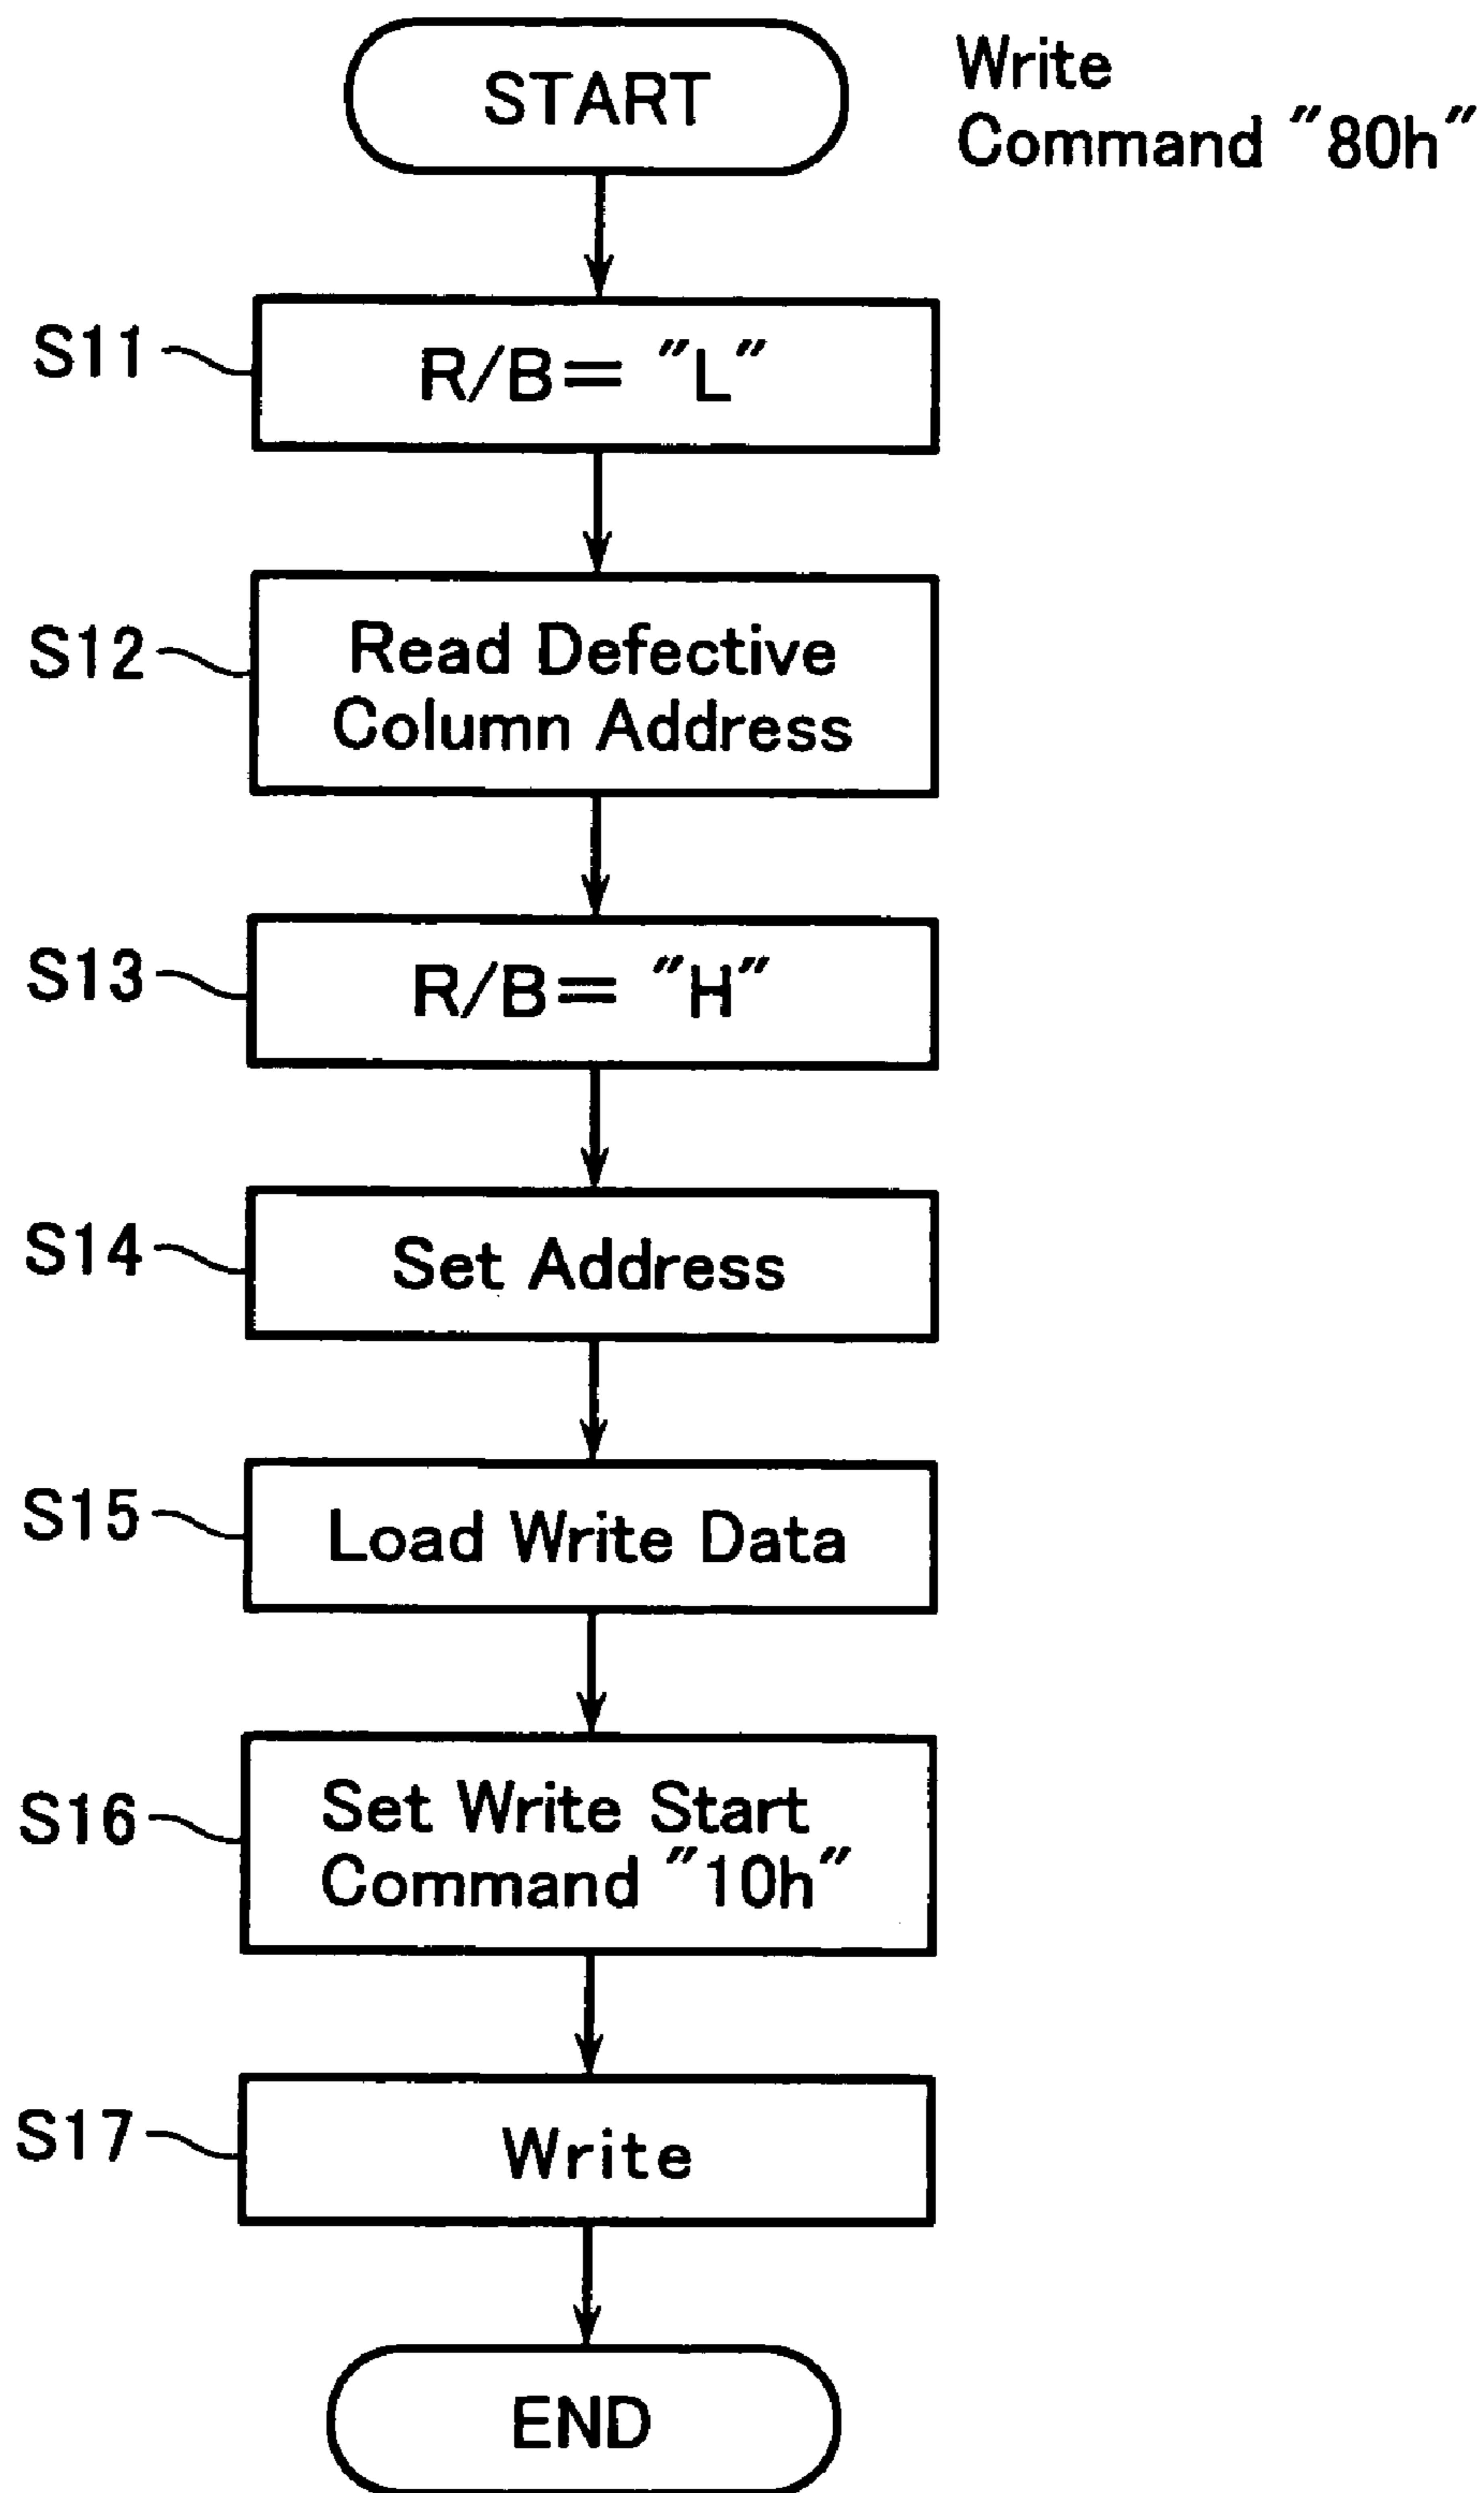 START
Write
Command "80h"
S11
R/B= "L"
S12
Read Defective
Column Address
S13
R/B= "H"
S14
Set Address
S15
Load Write Data
S16
Set Write Start
Command "10h"
S17
Write
END